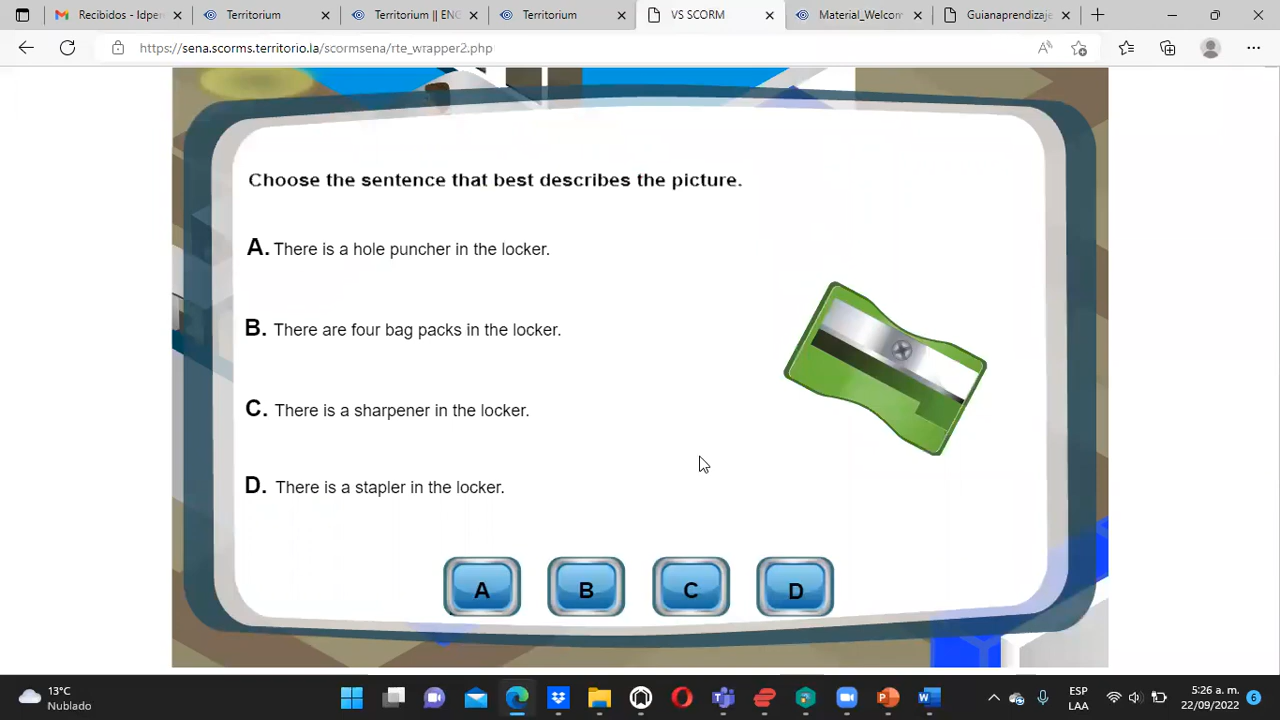 Recibidos - Idper
Territorium
Territorium || ENC
Territorium
VS SCORM
Material_Welcom
Guianaprendizaje
https://sena.scorms.territorio.la/scormsena/rte_wrapper2.php
Choose the sentence that best describes the picture.
A. There is a hole puncher in the locker.
B. There are four bag packs in the locker.
C. There is a sharpener in the locker.
D. There is a stapler in the locker.
A B C D
13°C
Nublado
ESP
LAA
5:26 a. m.
22/09/2022
6